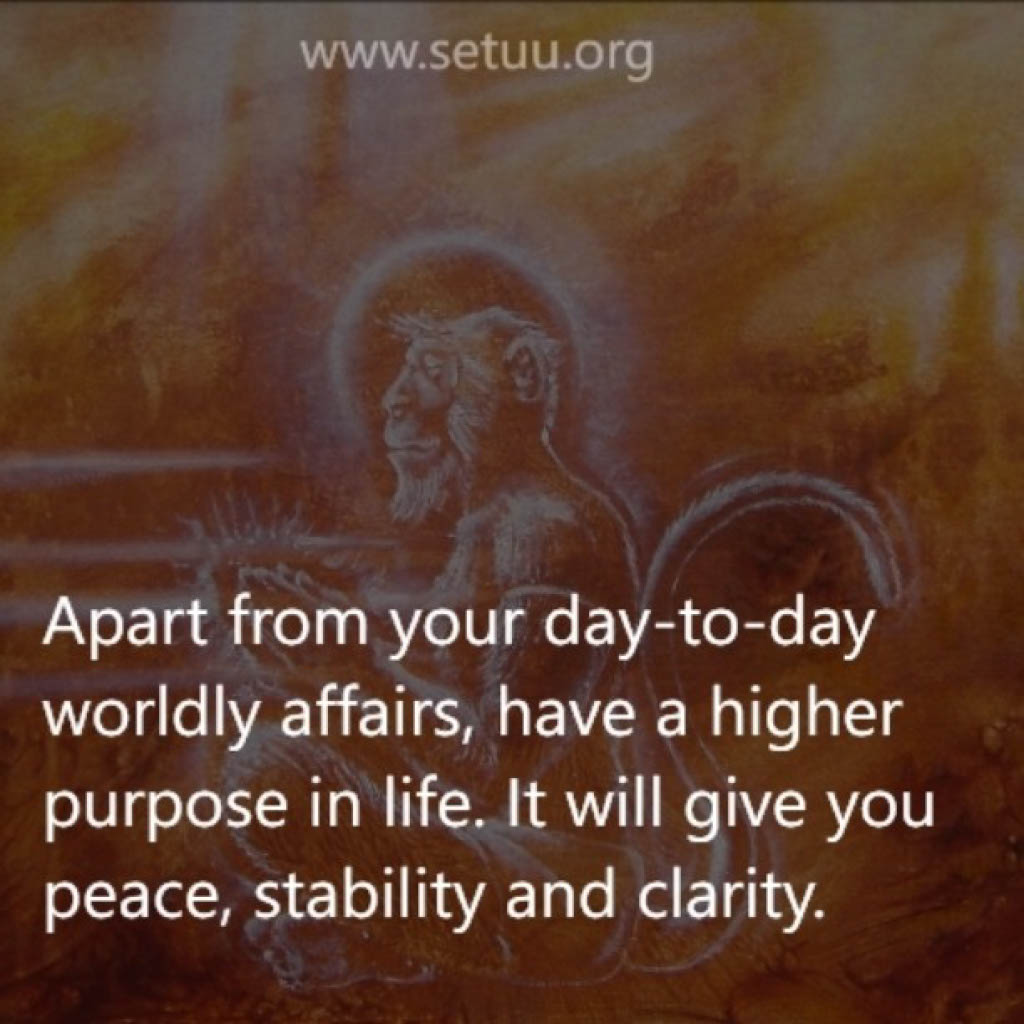 www.setuu.org
Apart from your day-to-day
worldly affairs, have a higher
purpose in life. It will give you
peace, stability and clarity.